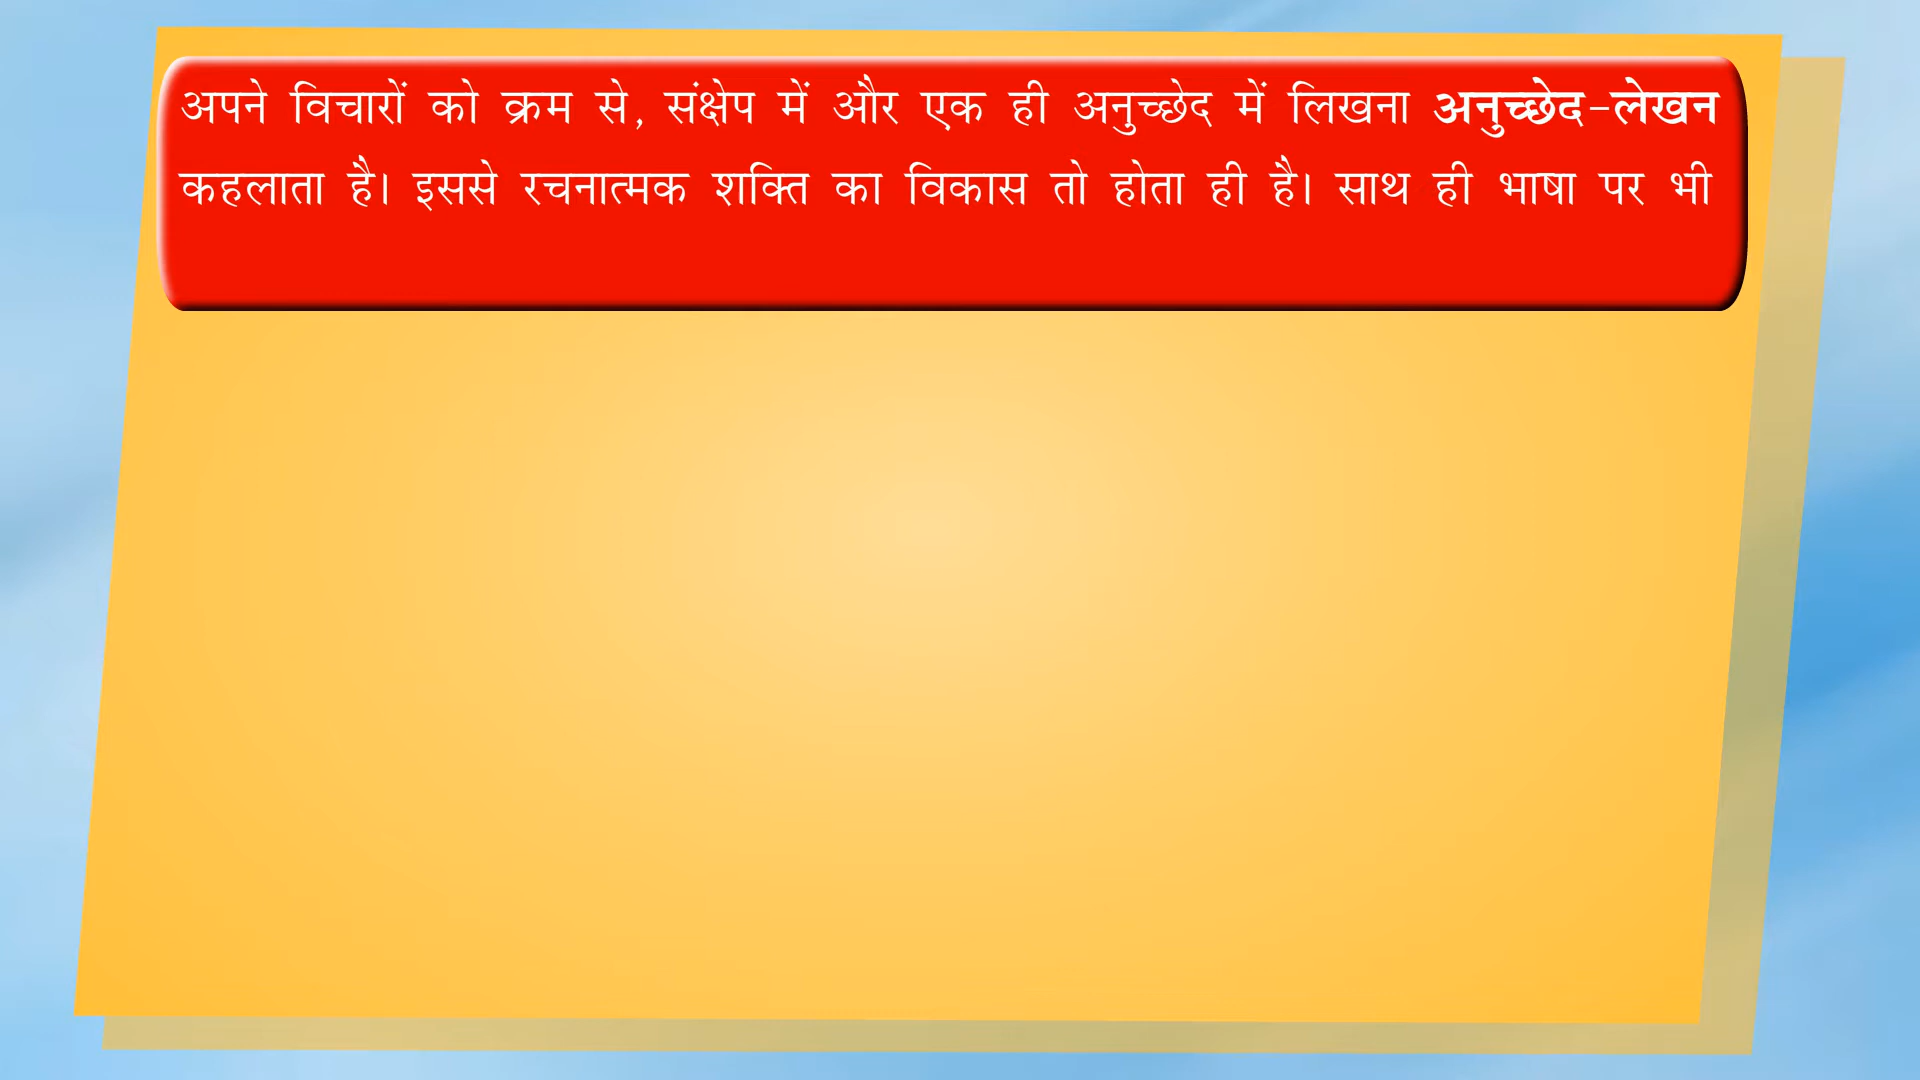 अपने विचारों को क्रम से, संक्षेप में और एक ही अनुच्छेद में लिखना अनुच्छेद-लेखन
कहलाता है। इससे रचनात्मक शक्ति का विकास तो होता ही है। साथ ही भाषा पर भी